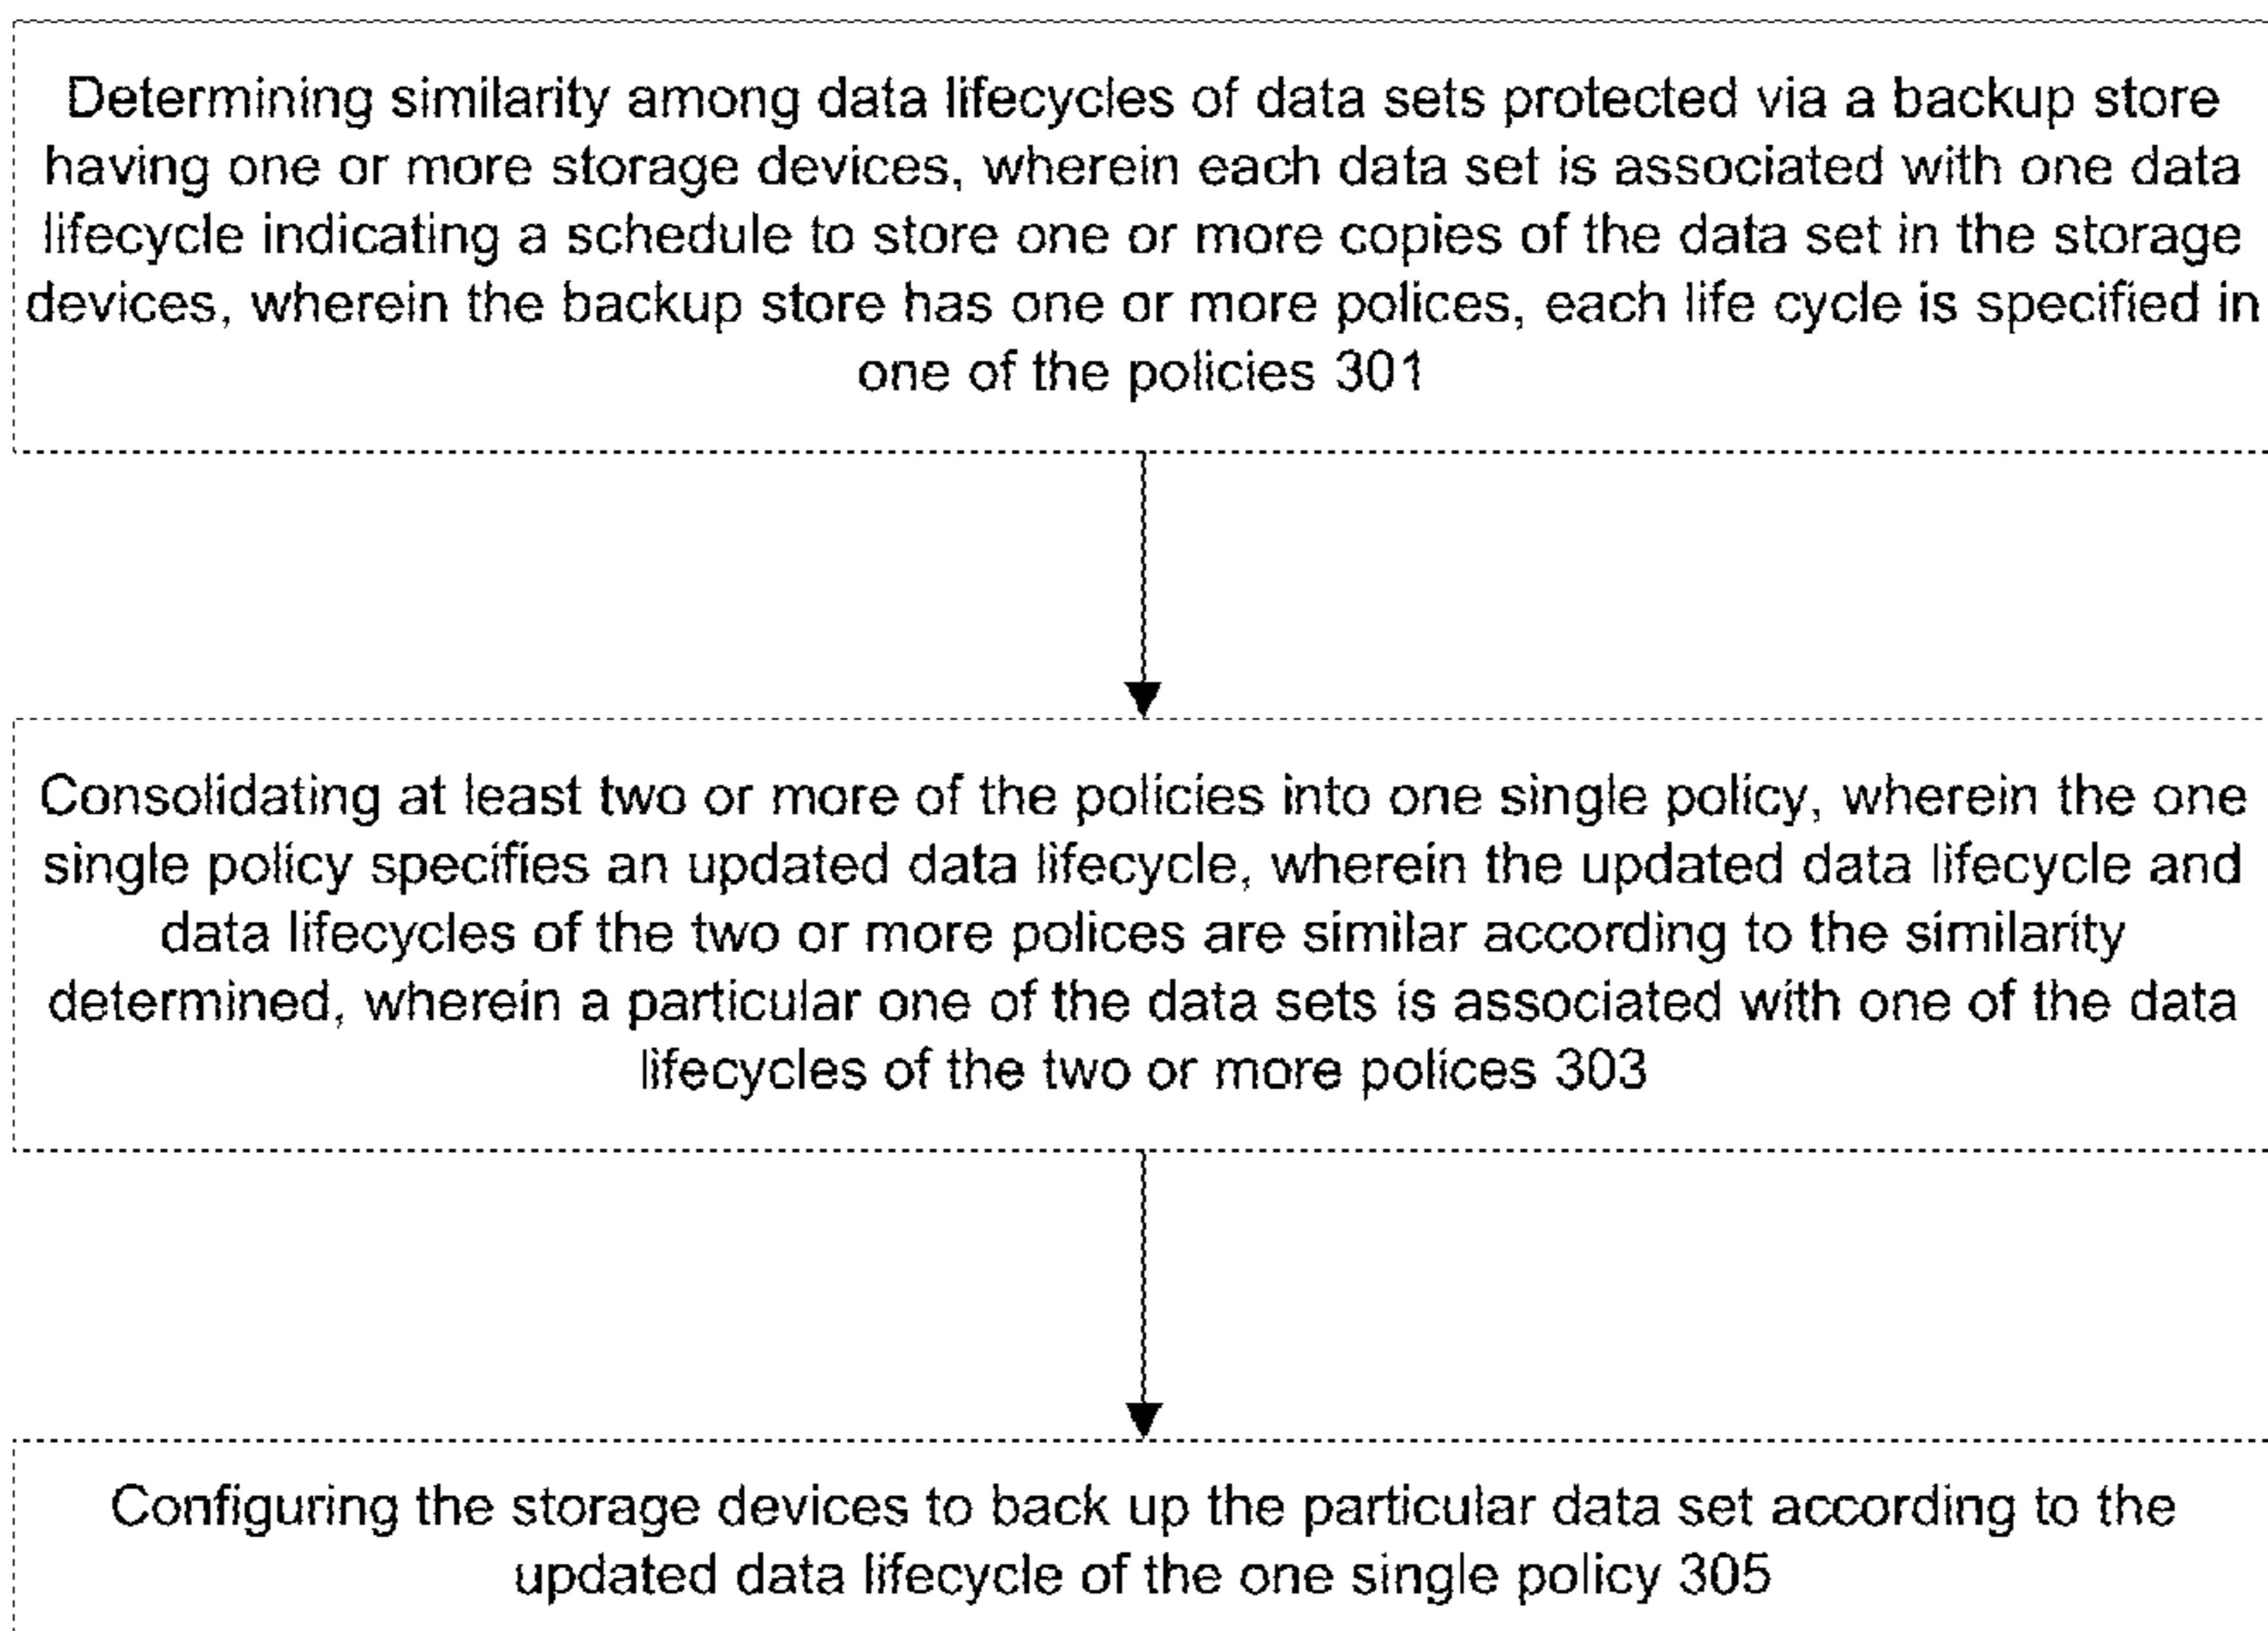 Determining similarity among data lifecycles of data sets protected via a backup store
having one or more storage devices, wherein each data set is associated with one data
lifecycle indicating a schedule to store one or more copies of the data set in the storage
devices, wherein the backup store has one or more polices, each life cycle is specified in
one of the policies 301
Consolidating at least two or more of the policies into one single policy, wherein the one
single policy specifies an updated data lifecycle, wherein the updated data lifecycle and
data lifecycles of the two or more polices are similar according to the similarity
determined, wherein a particular one of the data sets is associated with one of the data
lifecycles of the two or more polices 303
Configuring the storage devices to back up the particular data set according to the
updated data lifecycle of the one single policy 305